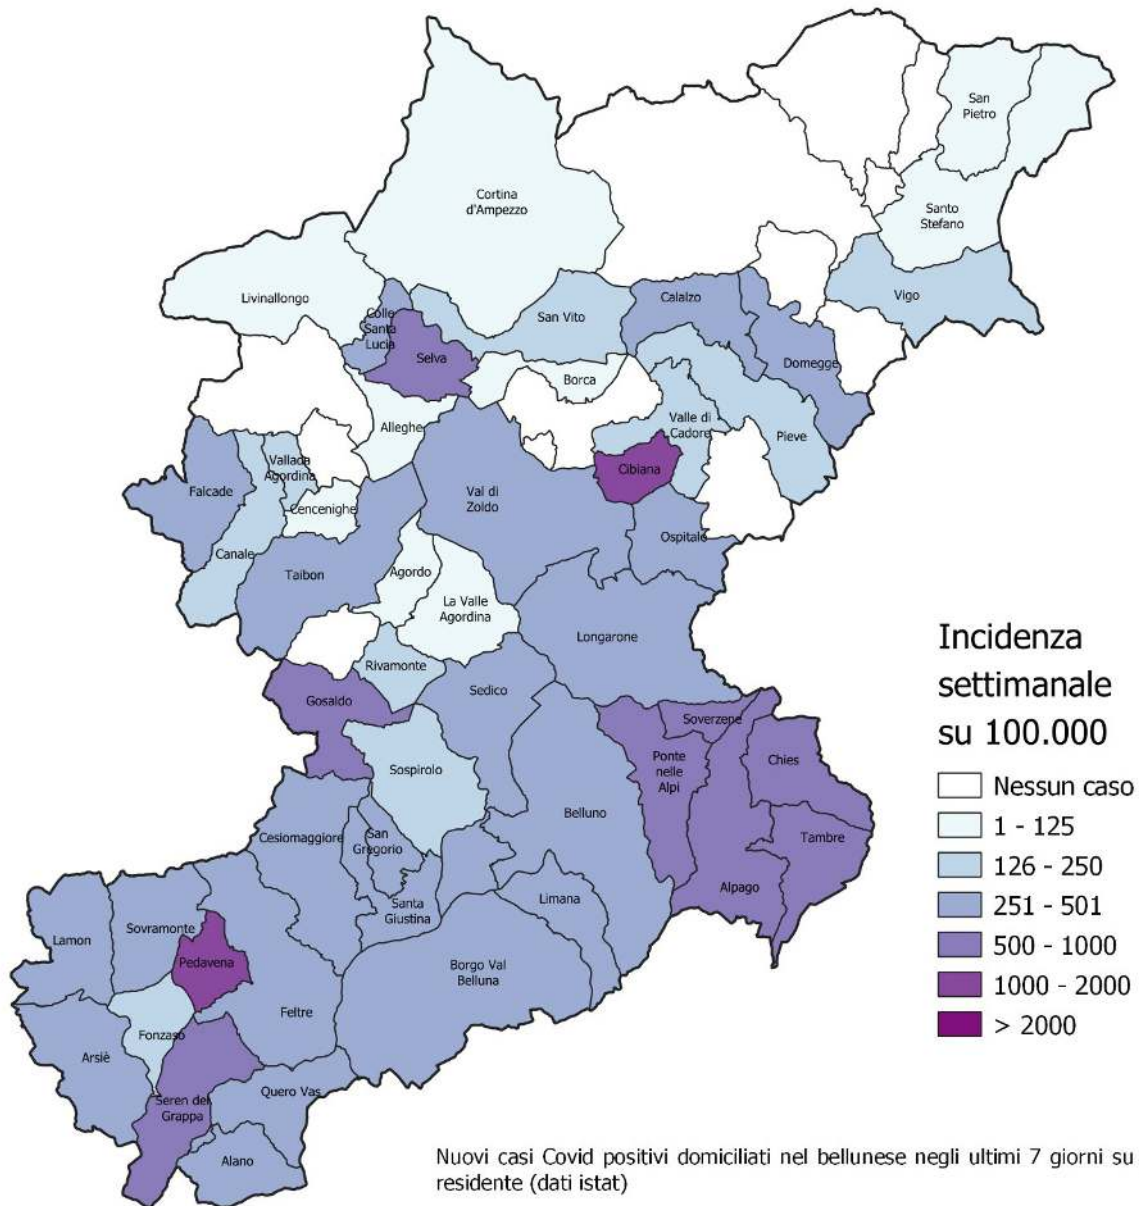 San
Pietro
Cortina
d'Ampezzo
Santo
Stefano
Livinallongo
Vigo
Calalzo
San Vito
Colle
Santa
Lucia
Selva
Domegge
Borca
Alleghe
Valle di
Cadore
Pieve
Vallada
Agordina
Cibiana
Falcade
Val di
Zoldo
Cencenighe
Ospitale
Canale
Taibon
Agordo
La Valle
Agordina
Longarone
Rivamonte
Sedico
Gosaldo
Soverzene
Ponte
nelle
Alpi
Chies
Sospirolo
Belluno
Cesiomaggiore
San
Gregorio
Tambre
Alpago
Limana
Santa
Giustina
Sovramonte
Lamon
Pedavena
Borgo Val
Belluna
Feltre
Fonzaso
Arsiè
Quero Vas
Seren del
Grappa
Alano
Incidenza
settimanale
su 100.000
Nessun caso
1 - 125
126 - 250
251 - 501
500 - 1000
1000 - 2000
> 2000
Nuovi casi Covid positivi domiciliati nel bellunese negli ultimi 7 giorni su
residente (dati istat)